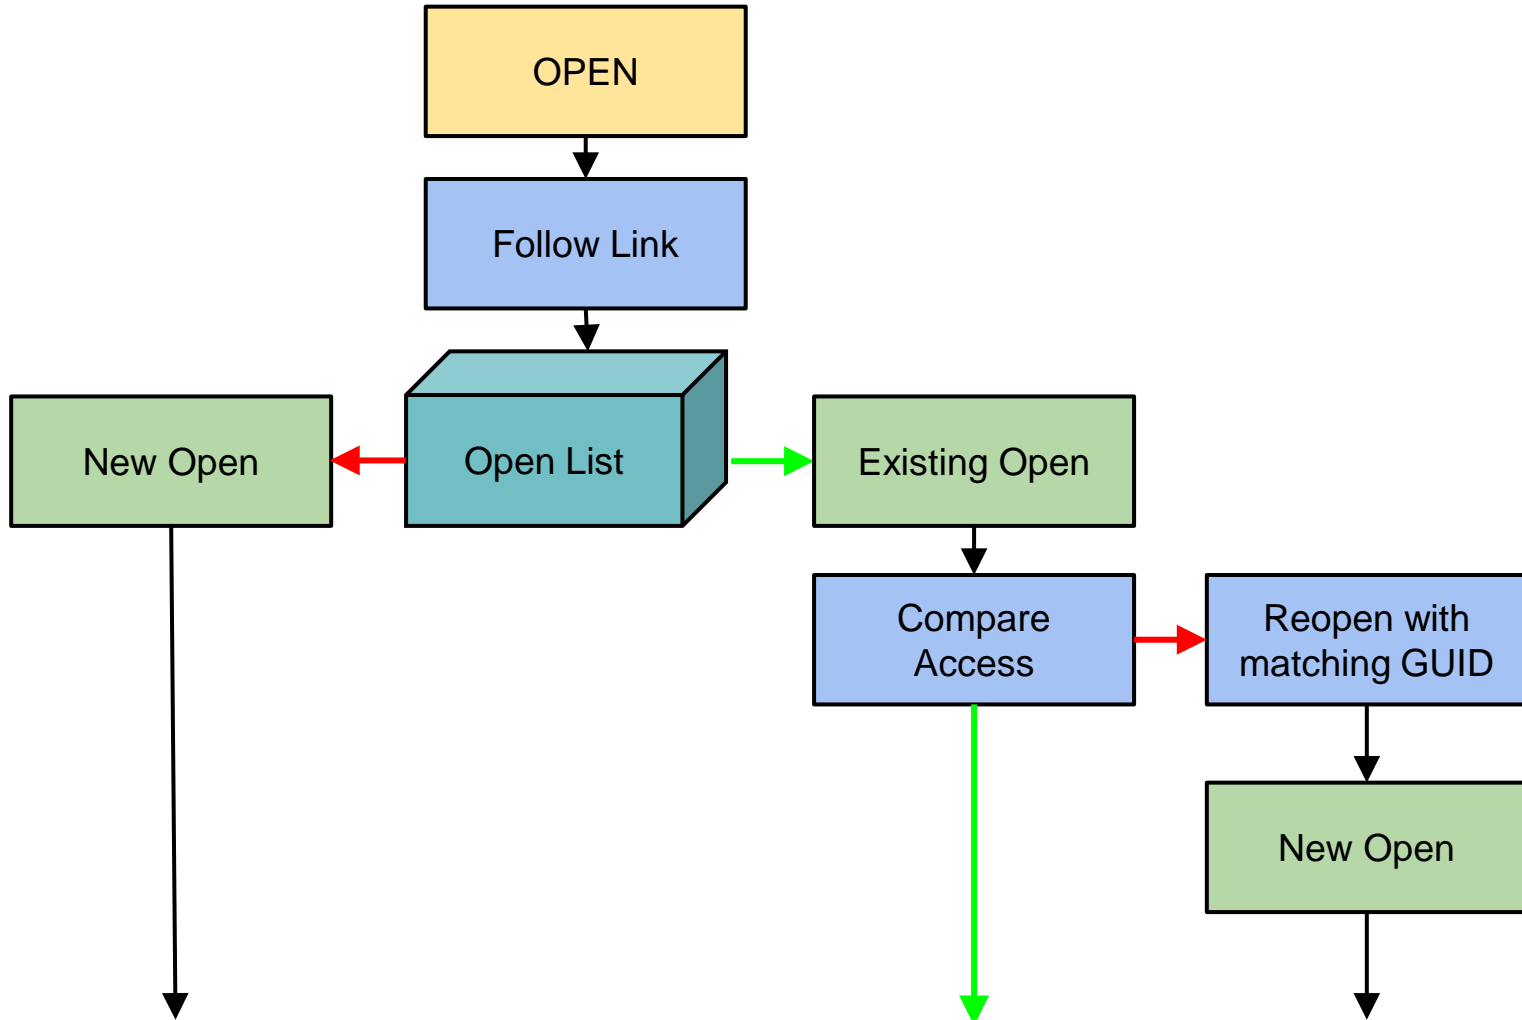 OPEN
Follow Link
New Open
Open List
Existing Open
Compare
Access
Reopen with
matching GUID
New Open